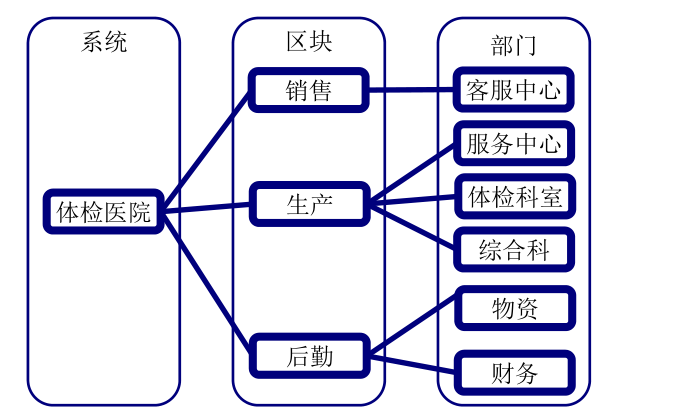 系统
区块
部门
体检医院
销售
生产
后勤
客服中心
服务中心
体检科室
综合科
物资
财务